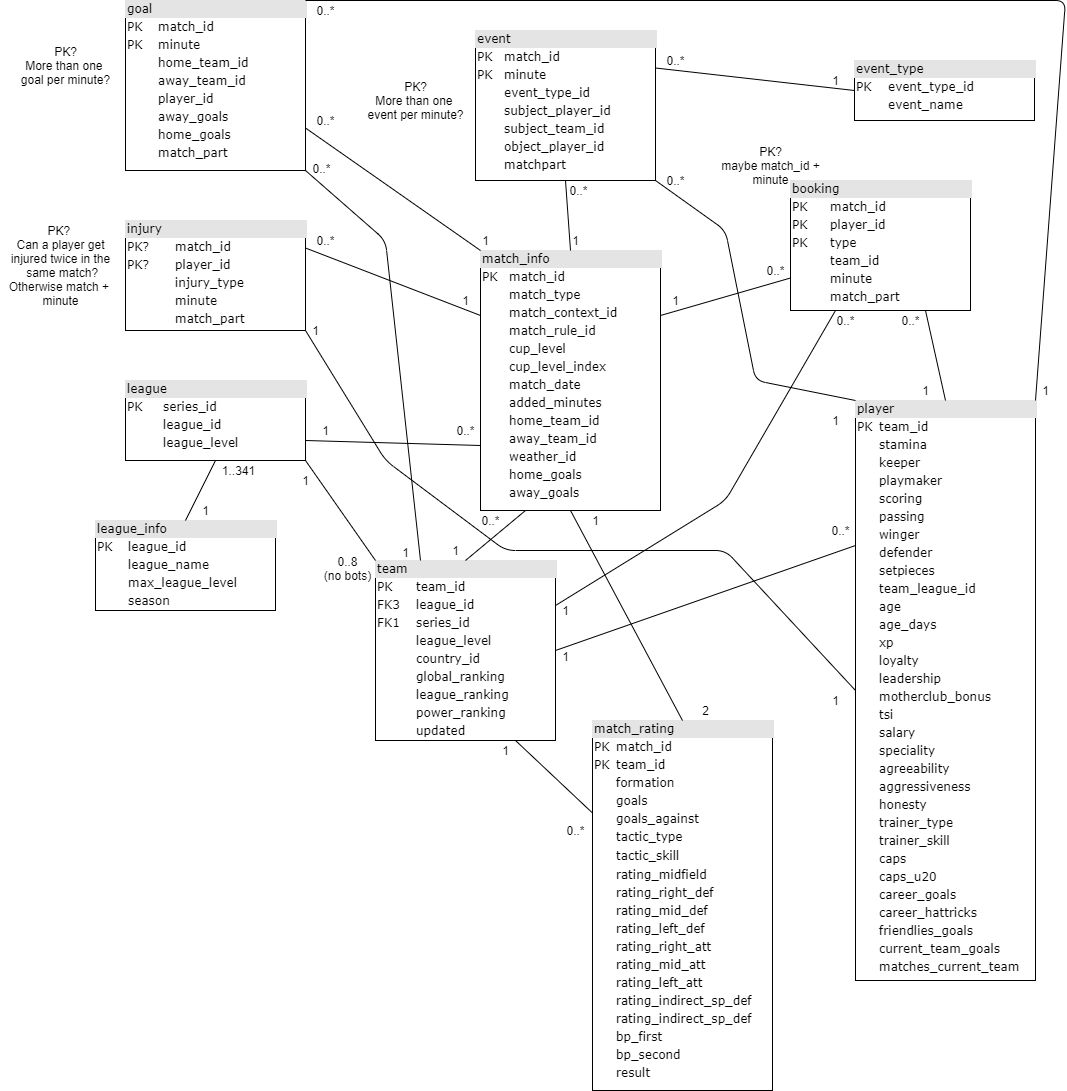 goal
PK match_id
PK minute
home_team_id
away_team_id
player_id
away_goals
home_goals
match_part
PK?
More than one
goal per minute?
0..*
0..*
0..*
event
PK match_id
PK minute
event_type_id
subject_player_id
subject_team_id
object_player_id
matchpart
PK?
More than one
event per minute?
0..*
1
0..*
0..*
event_type
PK event_type_id
event_name
PK?
maybe match_id +
minute
booking
PK match_id
PK player_id
PK type
team_id
minute
match_part
0..*
0..*
0..*
injury
PK? match_id
PK? player_id
injury_type
minute
match_part
PK?
Can a player get
injured twice in the
same match?
Otherwise match +
minute
0..*
1
1
1
1
1
match_info
PK match_id
match_type
match_context_id
match_rule_id
cup_level
cup_level_index
match_date
added_minutes
home_team_id
away_team_id
weather_id
home_goals
away_goals
league
PK series_id
league_id
league_level
1
0..*
1..341
1
1
league_info
PK league_id
league_name
max_league_level
season
0..8
(no bots)
1
1
0..*
1
team
PK team_id
FK3 league_id
FK1 series_id
league_level
country_id
global_ranking
league_ranking
power_ranking
updated
1
1
1
0..*
2
match_rating
PK match_id
PK team_id
formation
goals
goals_against
tactic_type
tactic_skill
rating_midfield
rating_right_def
rating_mid_def
rating_left_def
rating_right_att
rating_mid_att
rating_left_att
rating_indirect_sp_def
rating_indirect_sp_def
bp_first
bp_second
result
1
1
1
0..*
1
player
PK team_id
stamina
keeper
playmaker
scoring
passing
winger
defender
setpieces
team_league_id
age
age_days
xp
loyalty
leadership
motherclub_bonus
tsi
salary
speciality
agreeability
aggressiveness
honesty
trainer_type
trainer_skill
caps
caps_u20
career_goals
career_hattricks
friendlies_goals
current_team_goals
matches_current_team